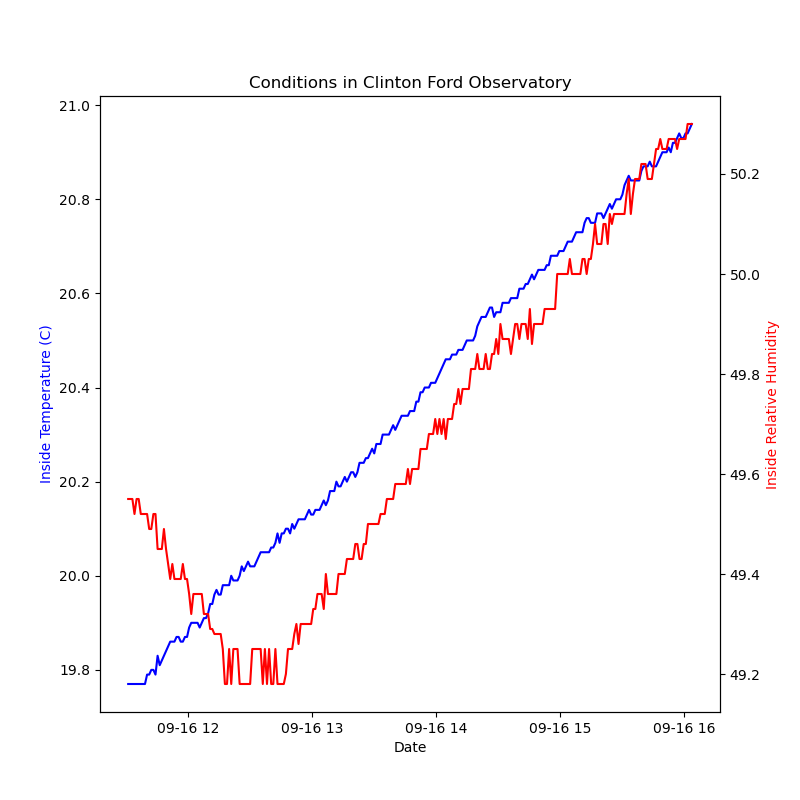 Conditions in Clinton Ford Observatory
21.0
20.8
20.6
20.4
20.2
20.0
19.8
Inside Temperature (C)
50.2
50.0
49.8
49.6
49.4
49.2
Inside Relative Humidity
09-16 12 09-16 13 09-16 14 09-16 15 09-16 16
Date